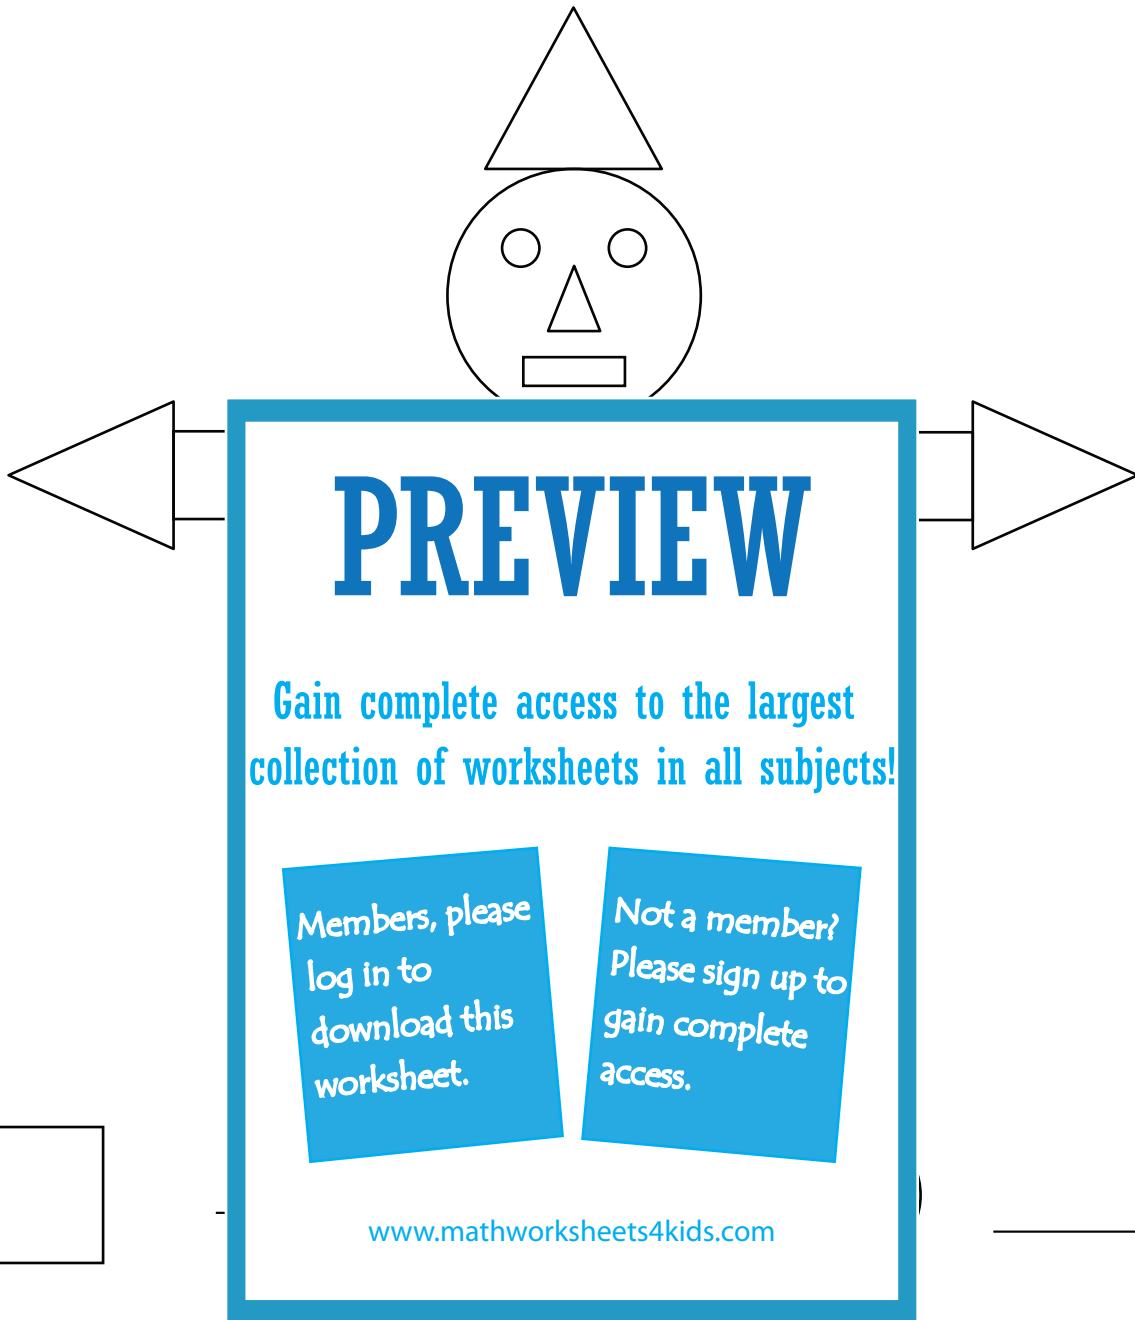 PREVIEW
Gain complete access to the largest
collection of worksheets in all subjects!
Members, please
log in to
download this
worksheet.
Not a member?
Please sign up to
gain complete
access.
www.mathworksheets4kids.com